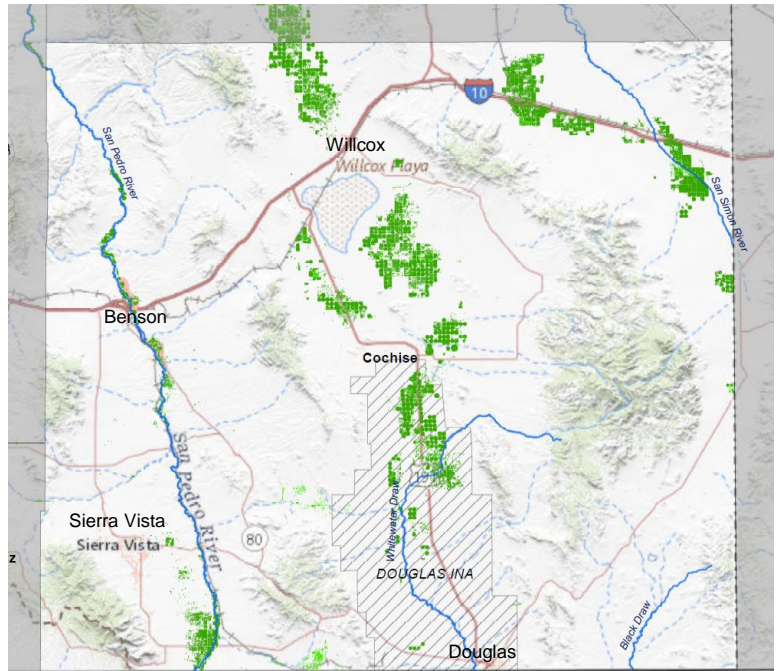 10
San Pedro River
Willcox
Willcox Playa
San Simon River
Benson
Cochise
San Pedro River
Whitewater Draw
Sierra Vista
Sierra Vista
80
z
DOUGLAS INA
Black Draw
Douglas